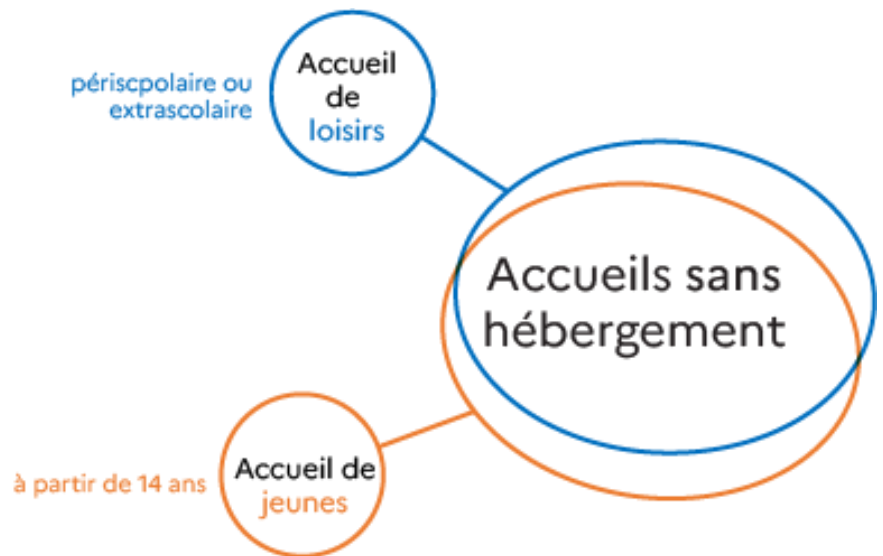 périscpolaire ou
extrascolaire
Accueil
de
loisirs
Accueils sans
hébergement
à partir de 14 ans
Accueil de
jeunes